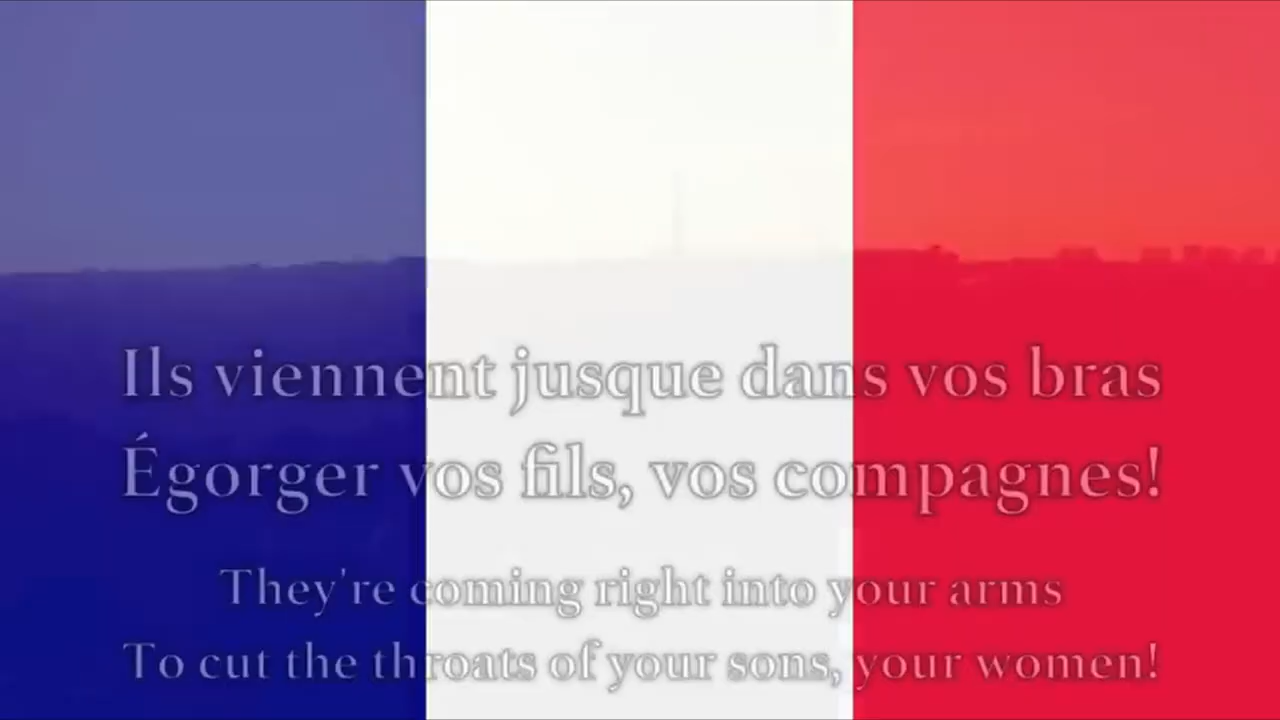 Ils viennent jusque dans vos bras
Égorger vos fils, vos compagnes!
They're coming right into your arms
To cut the throats of your sons, your women!